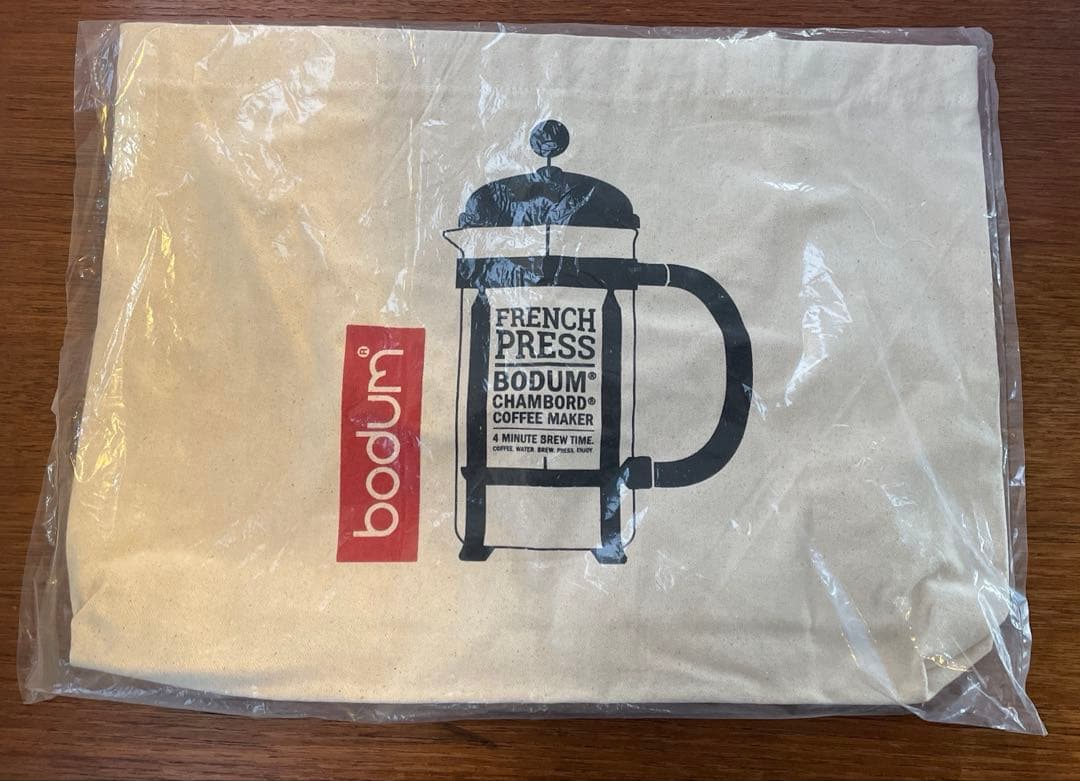 bodum®
FRENCH
PRESS
BODUM®
CHAMBORD®
COFFEE MAKER
4 MINUTE BREW TIME.
COFFEE. WATER. BREW. PRESS. ENJOY.